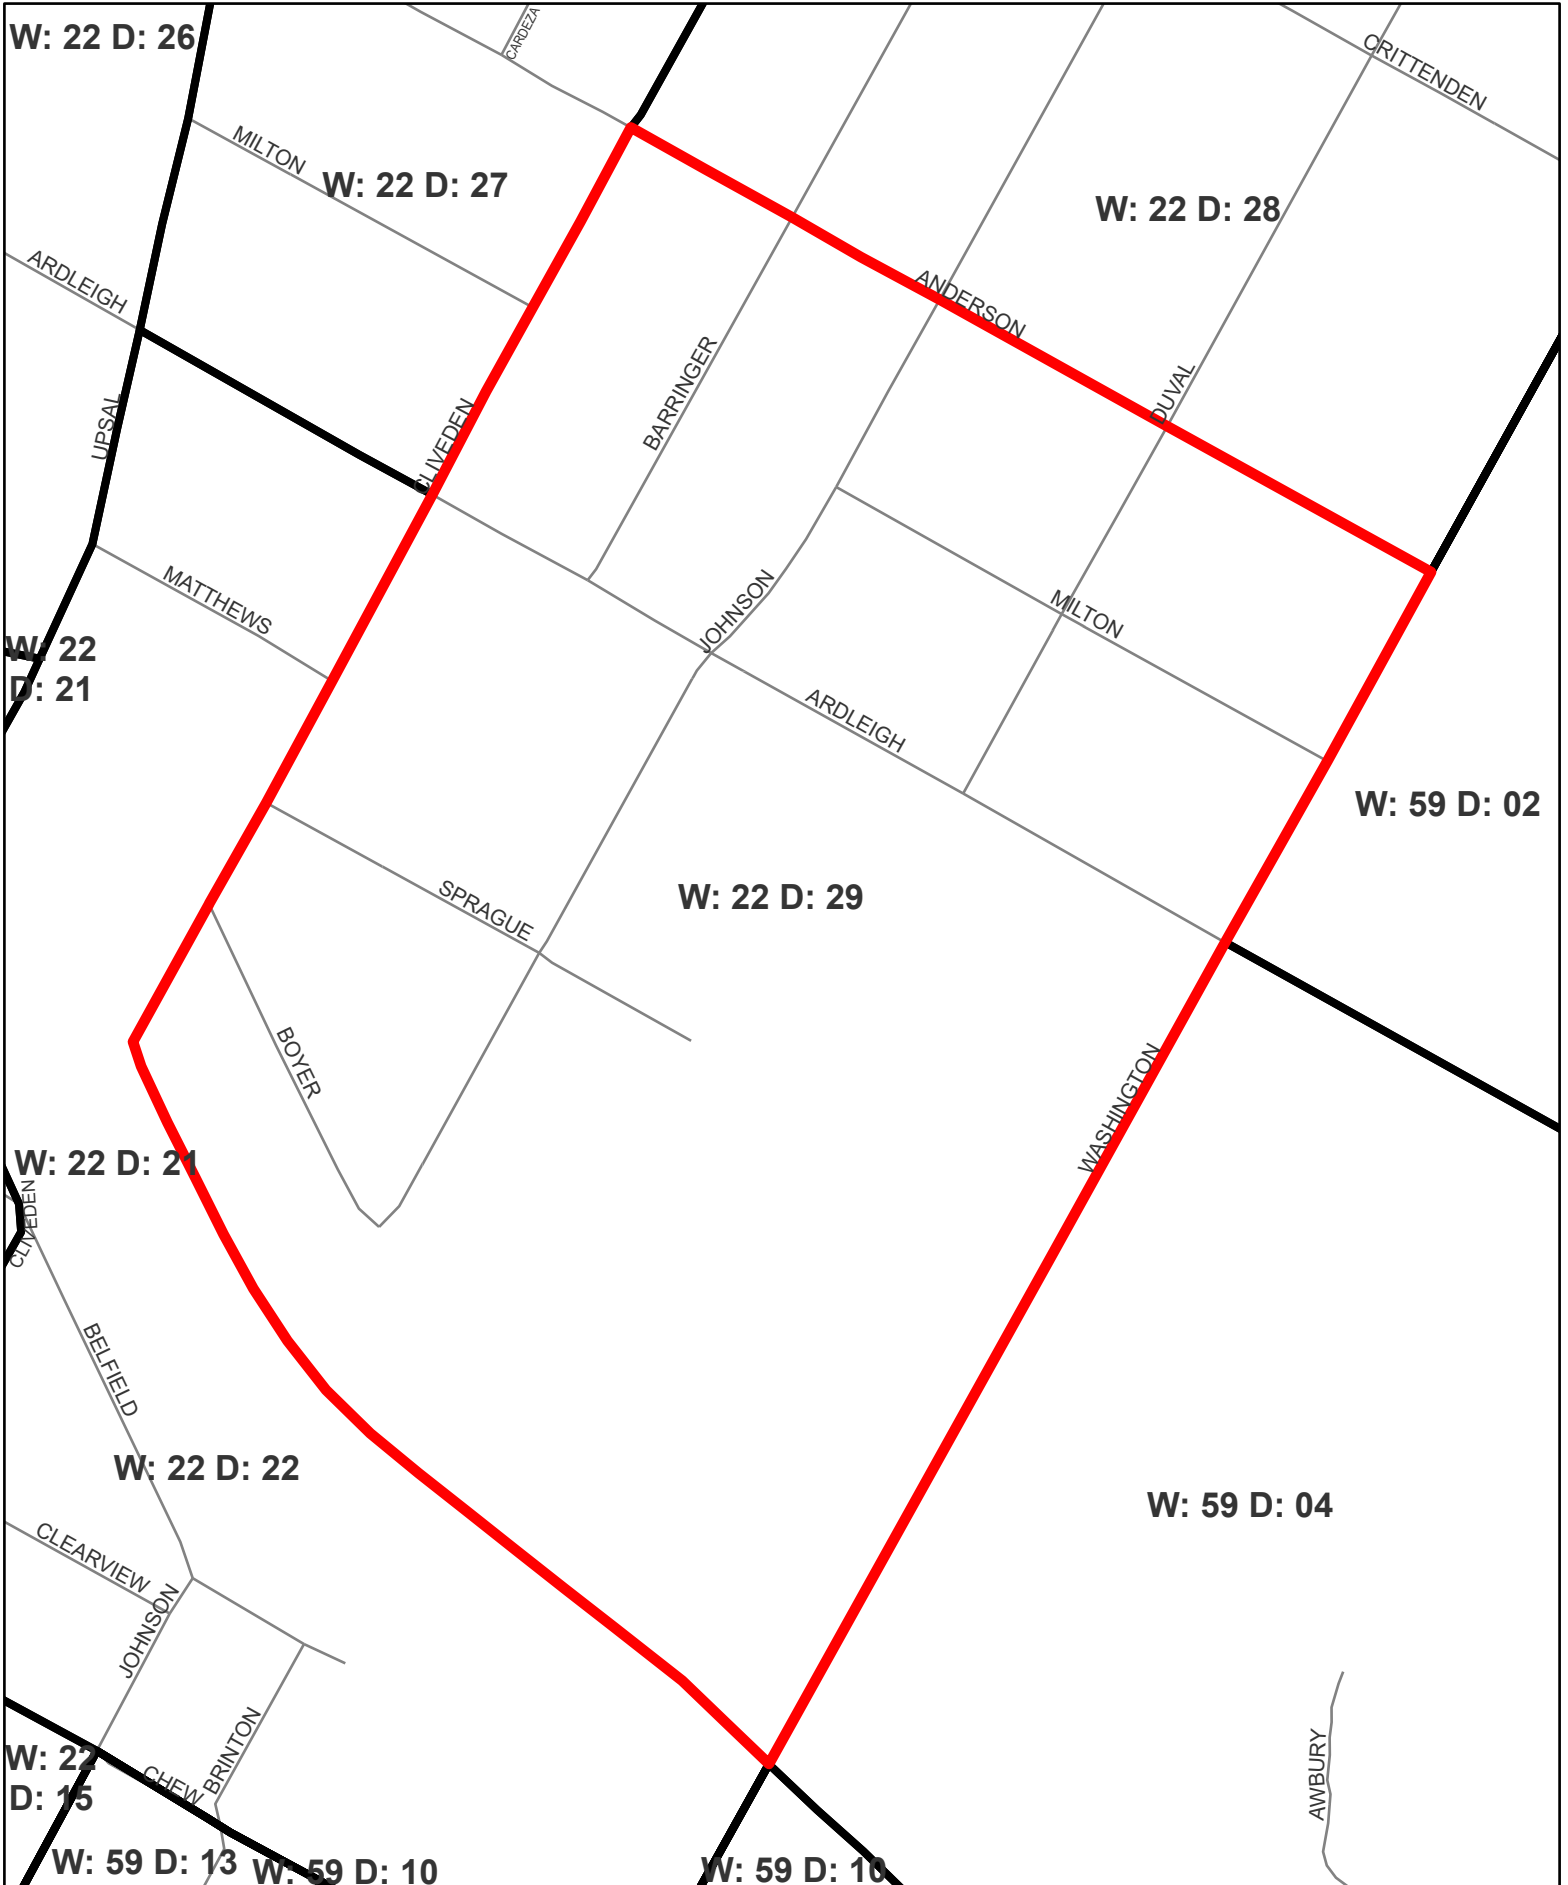 W: 22 D: 26
CARDEZA
CRITTENDEN
MILTON
W: 22 D: 27
W: 22 D: 28
ARDLEIGH
ANDERSON
BARRINGER
DUVAL
UPSAL
CLIVEDEN
MATTHEWS
JOHNSON
MILTON
W: 22
D: 21
ARDLEIGH
W: 59 D: 02
SPRAGUE
W: 22 D: 29
BOYER
WASHINGTON
W: 22 D: 21
CLIVEDEN
BELFIELD
W: 22 D: 22
W: 59 D: 04
CLEARVIEW
JOHNSON
BRINTON
AWBURY
W: 22
D: 15
CHEW
W: 59 D: 13
W: 59 D: 10
W: 59 D: 10